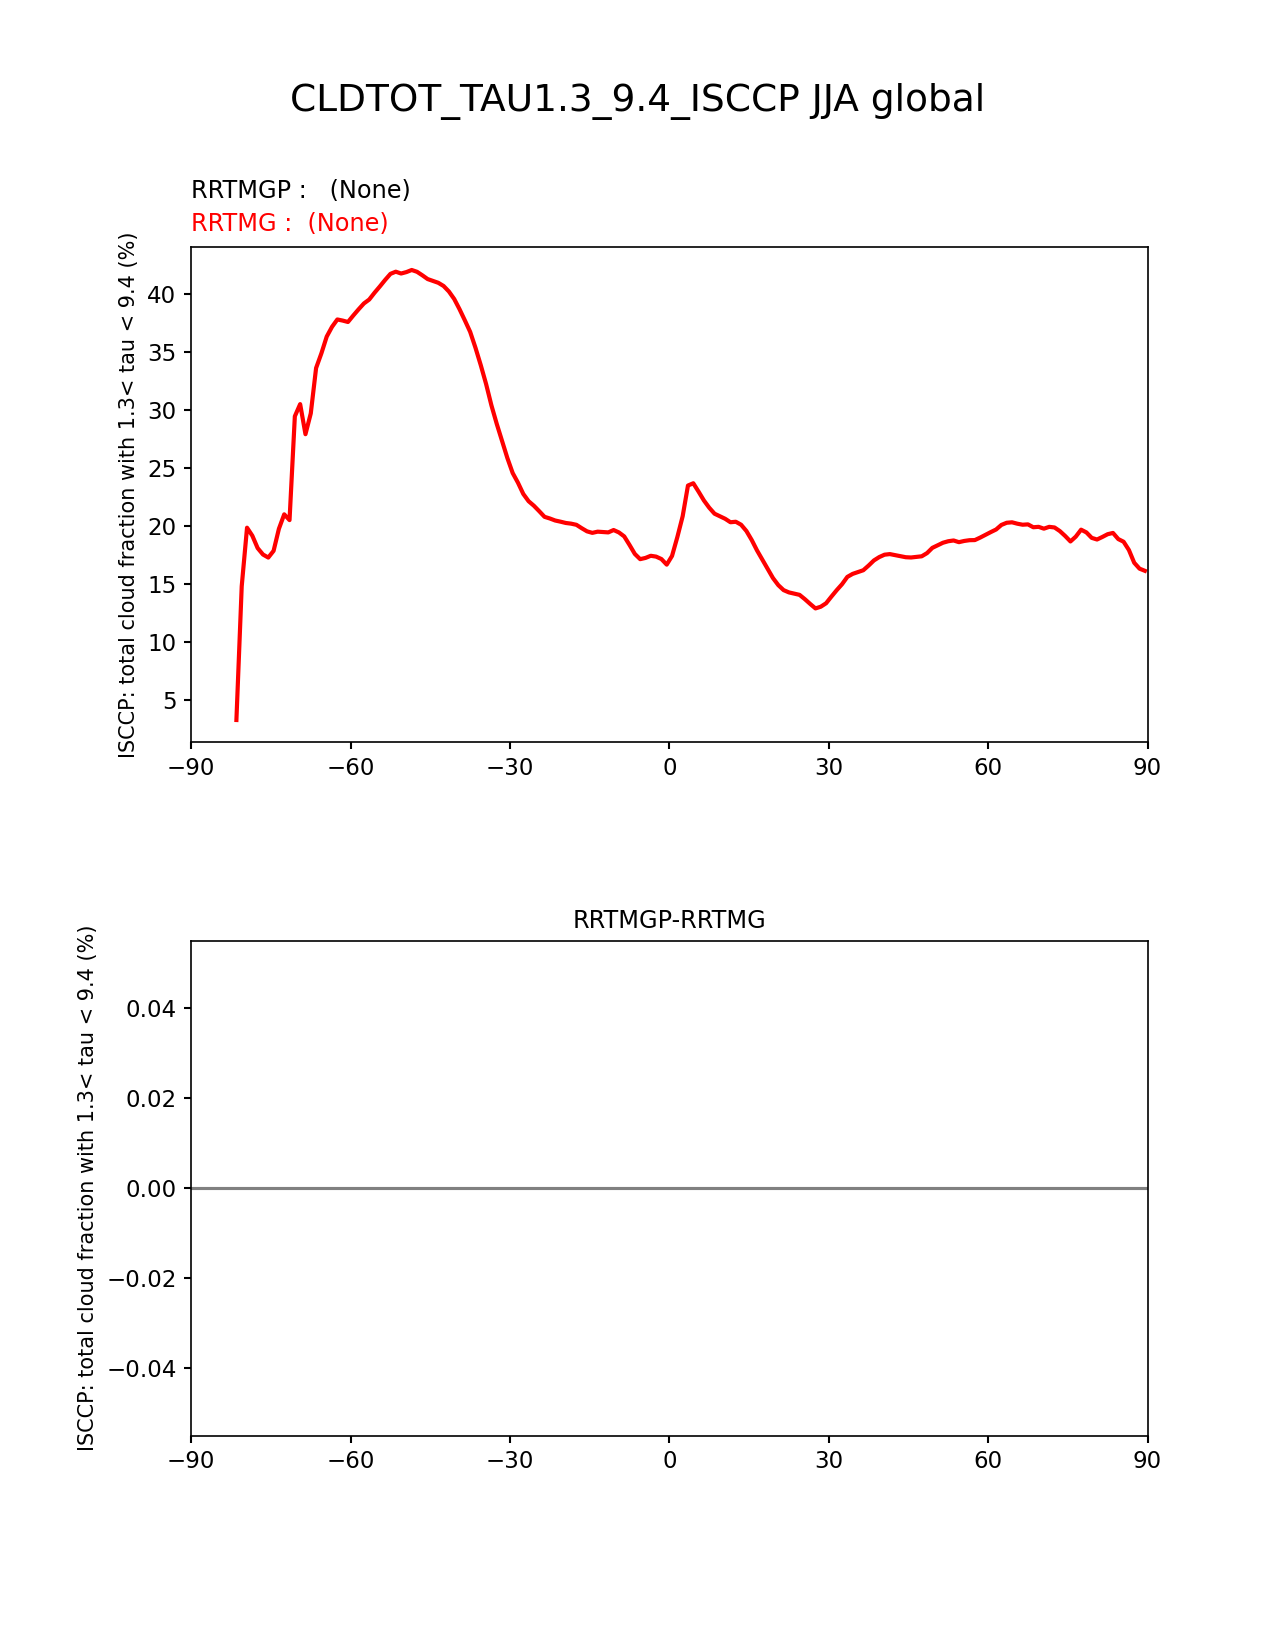 CLDTOT_TAU1.3_9.4_ISCCP JJA global
RRTMGP :   (None)
RRTMG :  (None)
ISCCP: total cloud fraction with 1.3< tau < 9.4 (%)
40
35
30
25
20
15
10
5
−90 −60 −30 0 30 60 90
RRTMGP-RRTMG
ISCCP: total cloud fraction with 1.3< tau < 9.4 (%)
0.04
0.02
0.00
−0.02
−0.04
−90 −60 −30 0 30 60 90